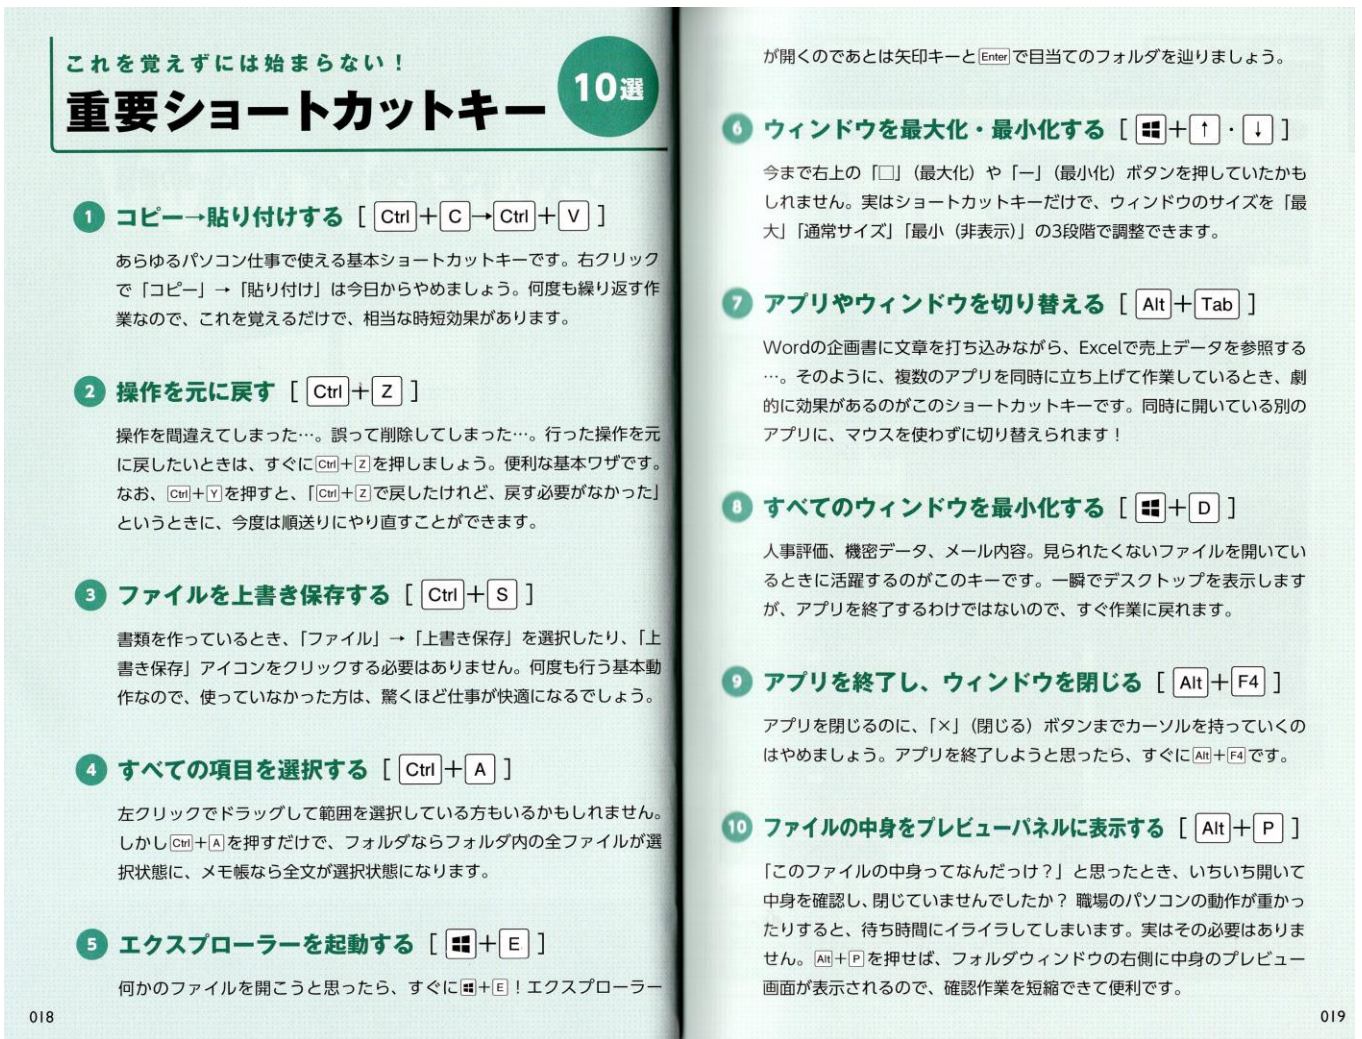 これを覚えずには始まらない！
重要ショートカットキー
10選
1 コピー→貼り付けする ［Ctrl＋C→Ctrl＋V］
あらゆるパソコン仕事で使える基本ショートカットキーです。右クリック
で「コピー」→「貼り付け」は今日からやめましょう。何度も繰り返す作
業なので、これを覚えるだけで、相当な時短効果があります。
2 操作を元に戻す ［Ctrl＋Z］
操作を間違えてしまった…。誤って削除してしまった…。行った操作を元
に戻したいときは、すぐにCtrl＋Zを押しましょう。便利な基本ワザです。
なお、Ctrl＋Yを押すと、「Ctrl＋Zで戻したけれど、戻す必要がなかった」
というときに、今度は順送りにやり直すことができます。
3 ファイルを上書き保存する ［Ctrl＋S］
書類を作っているとき、「ファイル」→「上書き保存」を選択したり、「上
書き保存」アイコンをクリックする必要はありません。何度も行う基本動
作なので、使っていなかった方は、驚くほど仕事が快適になるでしょう。
4 すべての項目を選択する ［Ctrl＋A］
左クリックでドラッグして範囲を選択している方もいるかもしれません。
しかしCtrl＋Aを押すだけで、フォルダならフォルダ内の全ファイルが選
択状態に、メモ帳なら全文が選択状態になります。
5 エクスプローラーを起動する ［＋E］
何かのファイルを開こうと思ったら、すぐに＋E！エクスプローラー
018
が開くのであとは矢印キーとEnterで目当てのフォルダを辿りましょう。
6 ウィンドウを最大化・最小化する ［＋↑・↓］
今まで右上の「□」（最大化）や「ー」（最小化）ボタンを押していたかも
しれません。実はショートカットキーだけで、ウィンドウのサイズを「最
大」「通常サイズ」「最小（非表示）」の3段階で調整できます。
7 アプリやウィンドウを切り替える ［Alt＋Tab］
Wordの企画書に文章を打ち込みながら、Excelで売上データを参照する
…。そのように、複数のアプリを同時に立ち上げて作業しているとき、劇
的に効果があるのがこのショートカットキーです。同時に開いている別の
アプリに、マウスを使わずに切り替えられます！
8 すべてのウィンドウを最小化する ［＋D］
人事評価、機密データ、メール内容。見られたくないファイルを開いてい
るときに活躍するのがこのキーです。一瞬でデスクトップを表示します
が、アプリを終了するわけではないので、すぐ作業に戻れます。
9 アプリを終了し、ウィンドウを閉じる ［Alt＋F4］
アプリを閉じるのに、「×」（閉じる）ボタンまでカーソルを持っていくの
はやめましょう。アプリを終了しようと思ったら、すぐにAlt＋F4です。
10 ファイルの中身をプレビューパネルに表示する ［Alt＋P］
「このファイルの中身ってなんだっけ？」と思ったとき、いちいち開いて
中身を確認し、閉じていませんでしたか？ 職場のパソコンの動作が重かっ
たりすると、待ち時間にイライラしてしまいます。実はその必要はありま
せん。Alt＋Pを押せば、フォルダウィンドウの右側に中身のプレビュー
画面が表示されるので、確認作業を短縮できて便利です。
019